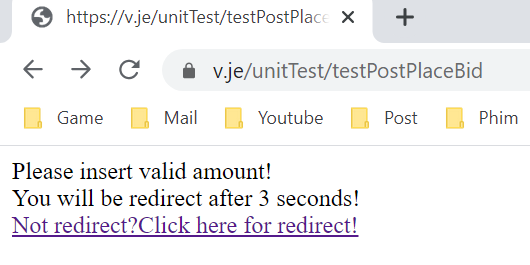 https://v.je/unitTest/testPostPlace
v.je/unitTest/testPostPlaceBid
Game Mail Youtube Post Phim
Please insert valid amount!
You will be redirect after 3 seconds!
Not redirect?Click here for redirect!